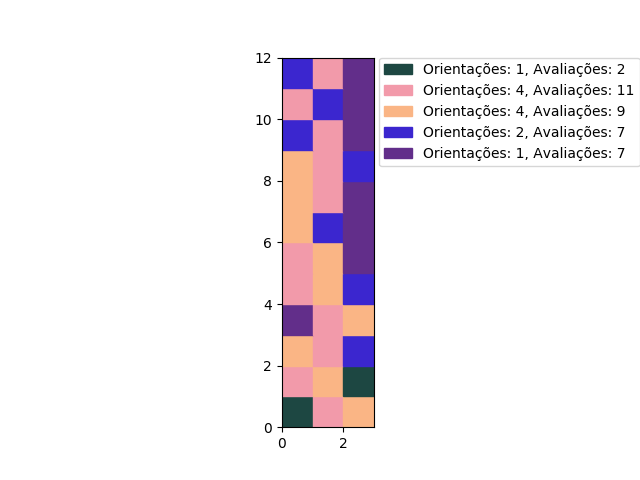 Orientações: 1, Avaliações: 2
Orientações: 4, Avaliações: 11
Orientações: 4, Avaliações: 9
Orientações: 2, Avaliações: 7
Orientações: 1, Avaliações: 7
12
10
8
6
4
2
0
0 2